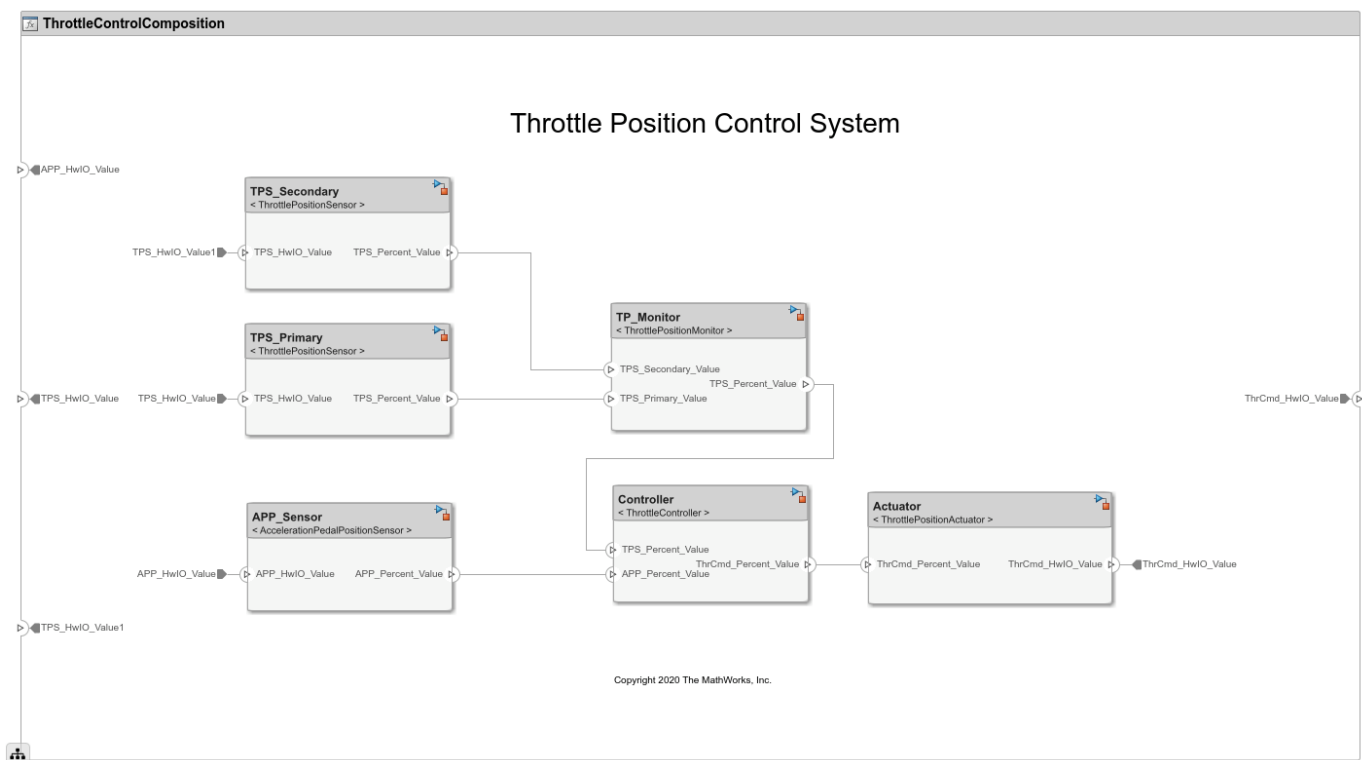 ThrottleControlComposition
Throttle Position Control System
APP_HwIO_Value
TPS_Secondary
< ThrottlePositionSensor >
TPS_HwIO_Value1
TPS_HwIO_Value
TPS_Percent_Value
TPS_Primary
< ThrottlePositionSensor >
TPS_HwIO_Value
TPS_HwIO_Value
TPS_HwIO_Value
TPS_Percent_Value
TP_Monitor
< ThrottlePositionMonitor >
TPS_Secondary_Value
TPS_Percent_Value
TPS_Primary_Value
ThrCmd_HwIO_Value
APP_Sensor
< AccelerationPedalPositionSensor >
APP_HwIO_Value
APP_HwIO_Value
APP_Percent_Value
Controller
< ThrottleController >
TPS_Percent_Value
ThrCmd_Percent_Value
APP_Percent_Value
Actuator
< ThrottlePositionActuator >
ThrCmd_Percent_Value
ThrCmd_HwIO_Value
ThrCmd_HwIO_Value
TPS_HwIO_Value1
Copyright 2020 The MathWorks, Inc.